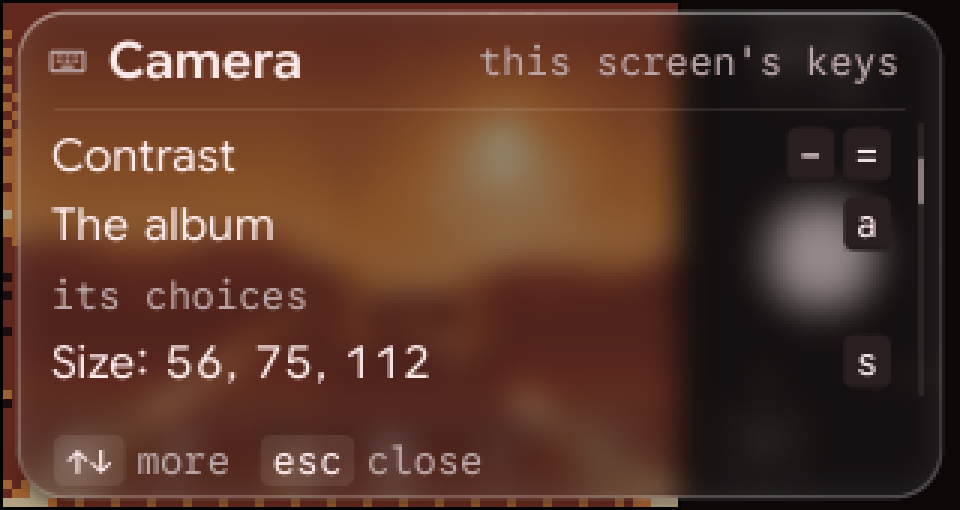 Camera this screen's keys
Contrast - =
The album a
its choices
Size: 56, 75, 112 s
↑↓ more esc close